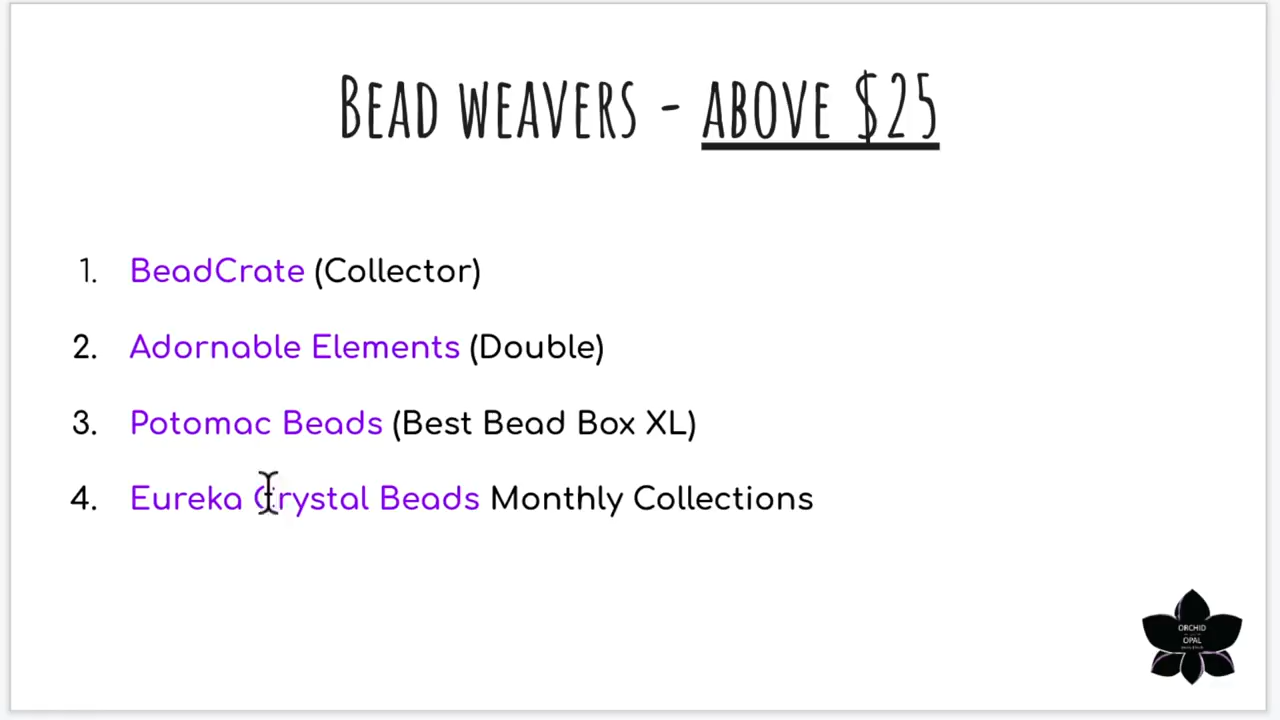 BEAD WEAVERS - ABOVE $25
1. BeadCrate (Collector)
2. Adornable Elements (Double)
3. Potomac Beads (Best Bead Box XL)
4. Eureka Crystal Beads Monthly Collections
ORCHID
OPAL